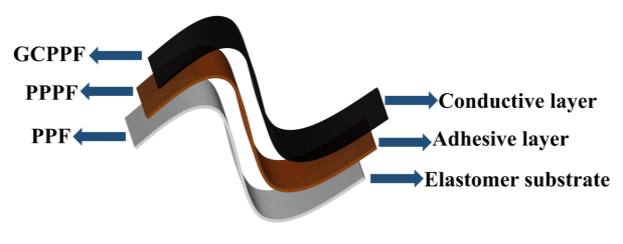 GCPPF
PPPF
PPF
Conductive layer
Adhesive layer
Elastomer substrate